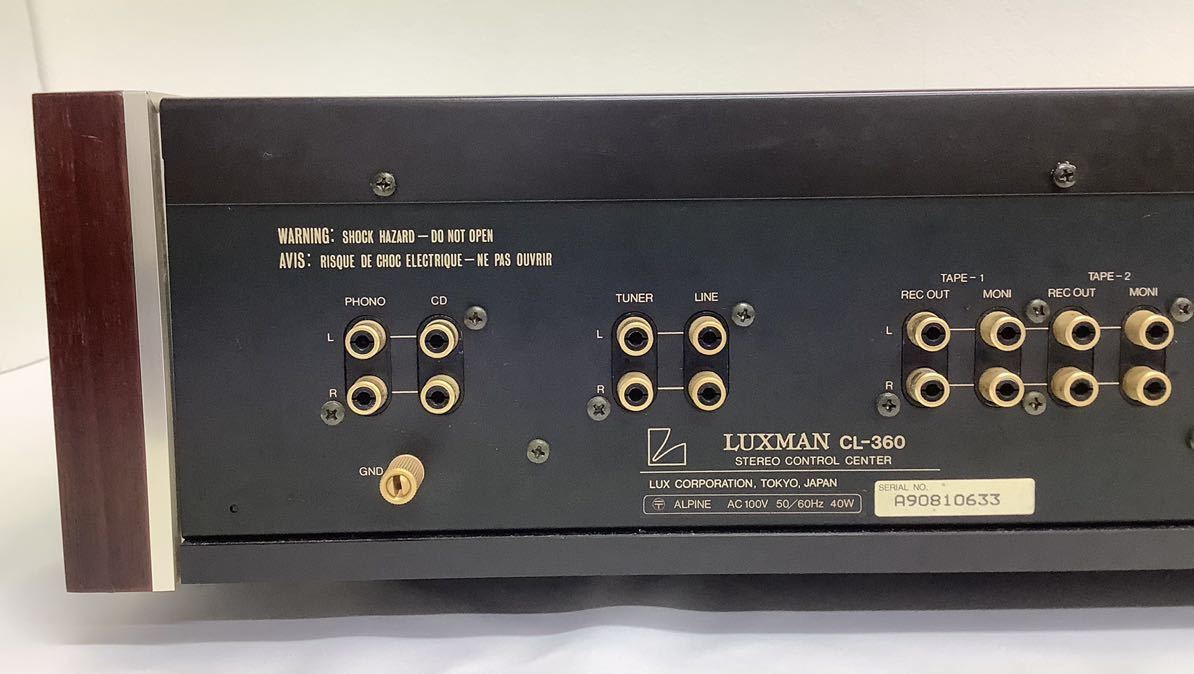 WARNING: SHOCK HAZARD — DO NOT OPEN
AVIS: RISQUE DE CHOC ELECTRIQUE — NE PAS OUVRIR
PHONO CD
L
R
GND
TUNER LINE
L
R
TAPE-1 TAPE-2
REC OUT MONI REC OUT MONI
L
R
LUXMAN CL-360
STEREO CONTROL CENTER
LUX CORPORATION, TOKYO, JAPAN
〒 ALPINE AC100V 50/60Hz 40W
SERIAL NO.
A90810633